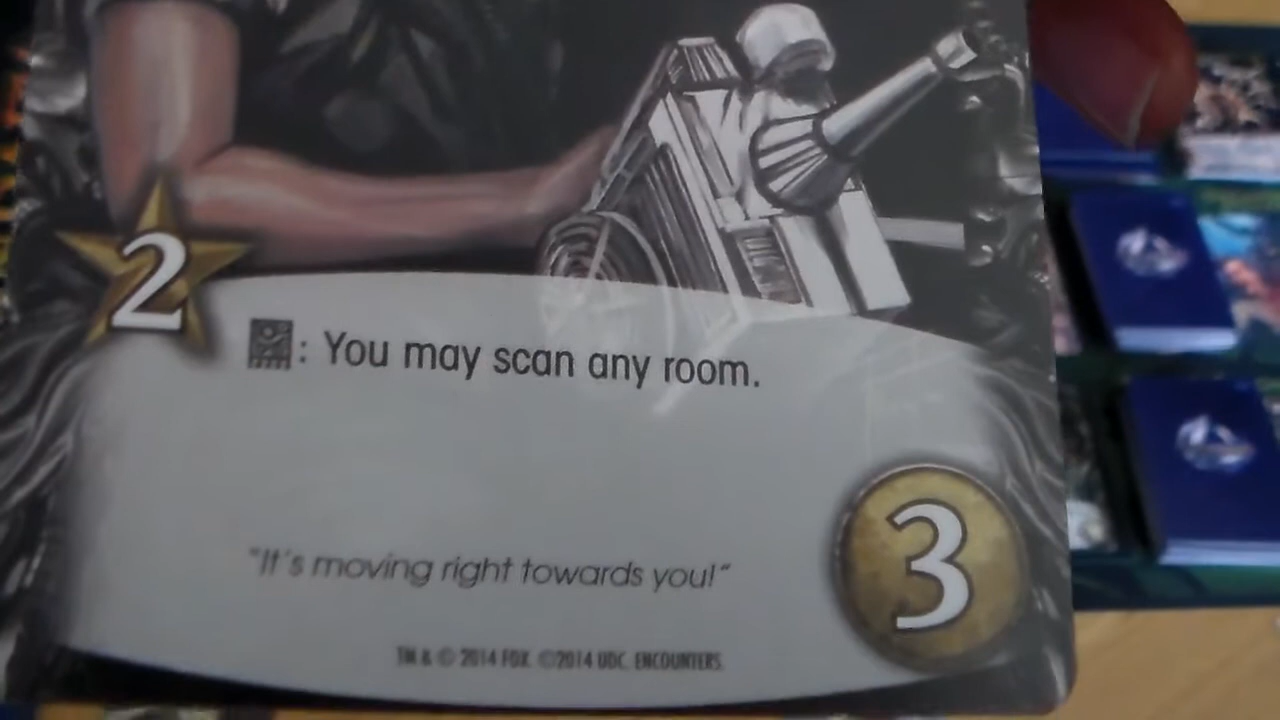 2
: You may scan any room.
"It's moving right towards you!"
3
TM & © 2014 FOX. ©2014 UDC. ENCOUNTERS.